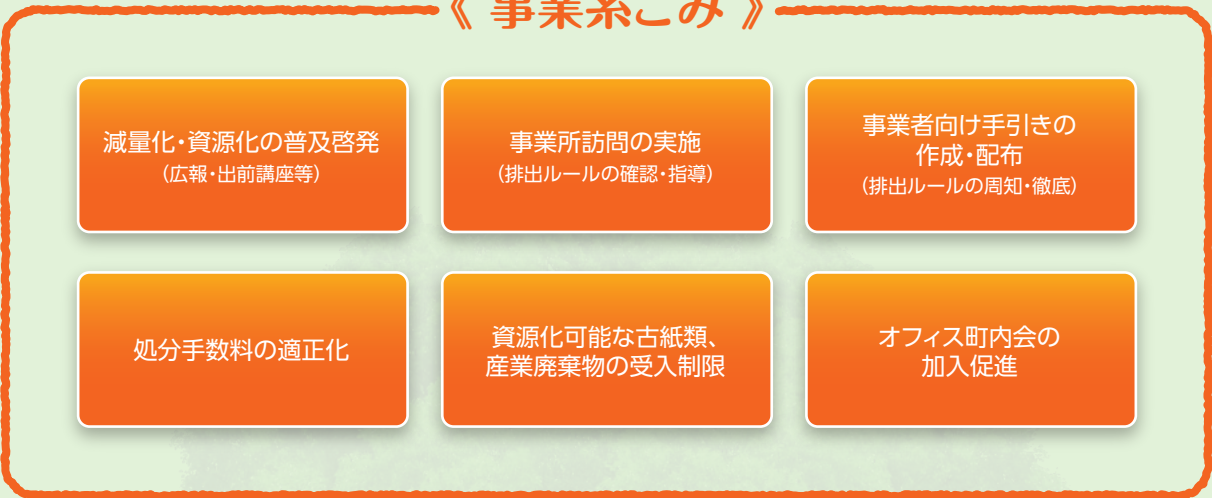 《 事業系ごみ 》
減量化・資源化の普及啓発
（広報・出前講座等）
事業所訪問の実施
（排出ルールの確認・指導）
事業者向け手引きの
作成・配布
（排出ルールの周知・徹底）
処分手数料の適正化
資源化可能な古紙類、
産業廃棄物の受入制限
オフィス町内会の
加入促進